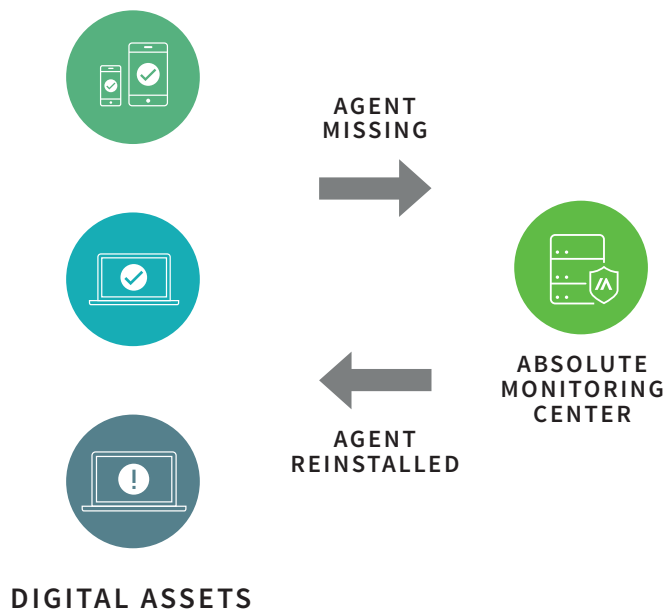 AGENT
MISSING
ABSOLUTE
MONITORING
CENTER
AGENT
REINSTALLED
DIGITAL ASSETS